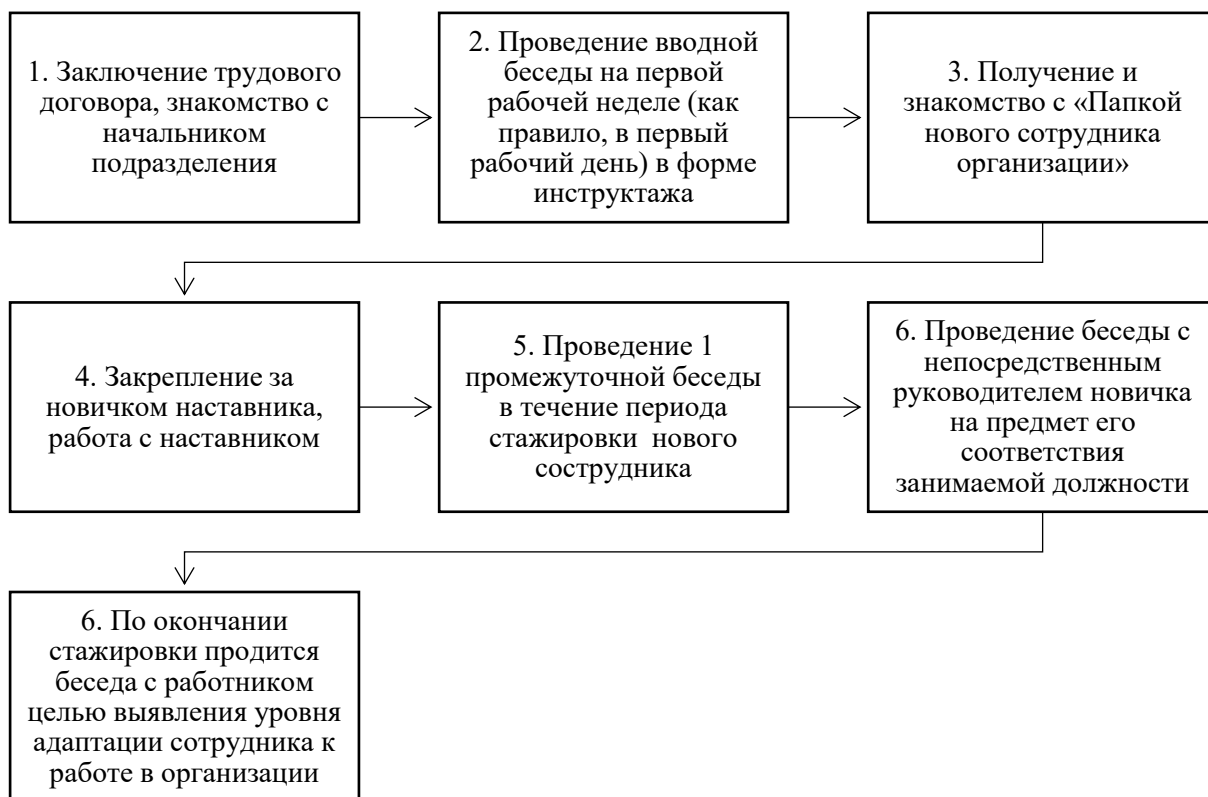 1. Заключение трудового
договора, знакомство с
начальником
подразделения
2. Проведение вводной
беседы на первой
рабочей неделе (как
правило, в первый
рабочий день) в форме
инструктажа
3. Получение и
знакомство с «Папкой
нового сотрудника
организации»
4. Закрепление за
новичком наставника,
работа с наставником
5. Проведение 1
промежуточной беседы
в течение периода
стажировки нового
сострудника
6. Проведение беседы с
непосредственным
руководителем новичка
на предмет его
соответствия
занимаемой должности
6. По окончании
стажировки продится
беседа с работником
целью выявления уровня
адаптации сотрудника к
работе в организации